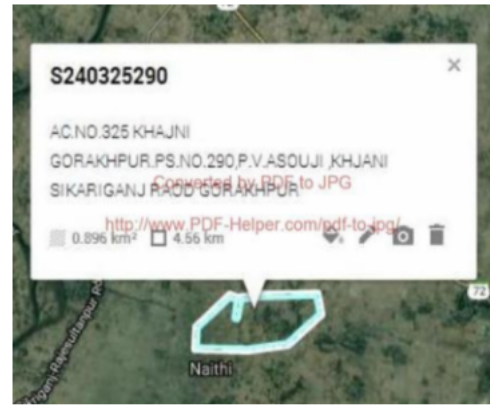 S240325290
AC.NO.325 KHAJNI
GORAKHPUR.PS.NO.290,P.V.ASOUJI ,KHJANI
SIKARIGANJ RAOD GORAKHPUR
Converted by PDF to JPG
http://www.PDF-Helper.com/pdf-to-jpg/
0.896 km² 4.56 km
72
Naithi